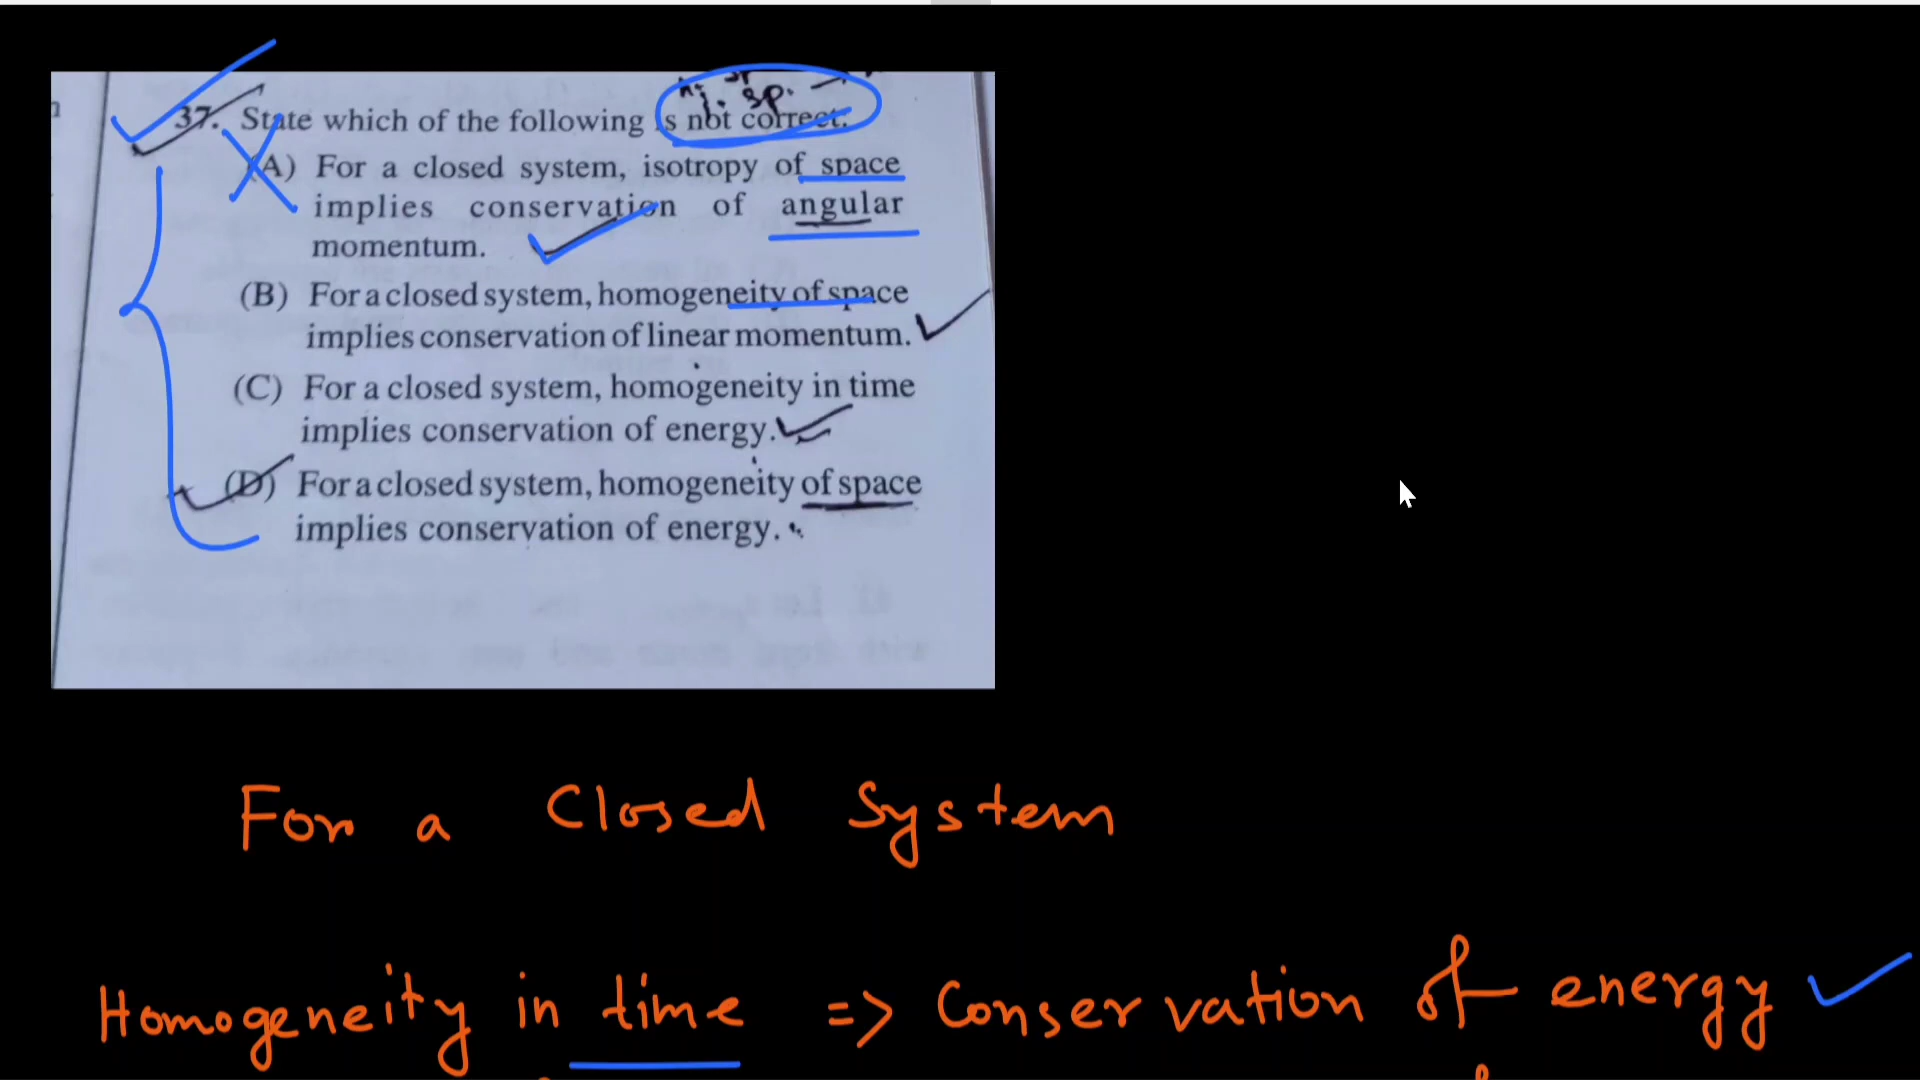 sp.
37. State which of the following is not correct.
(A) For a closed system, isotropy of space
implies conservation of angular
momentum.
(B) For a closed system, homogeneity of space
implies conservation of linear momentum.
(C) For a closed system, homogeneity in time
implies conservation of energy.
(D) For a closed system, homogeneity of space
implies conservation of energy.
For a Closed System
Homogeneity in time => Conservation of energy